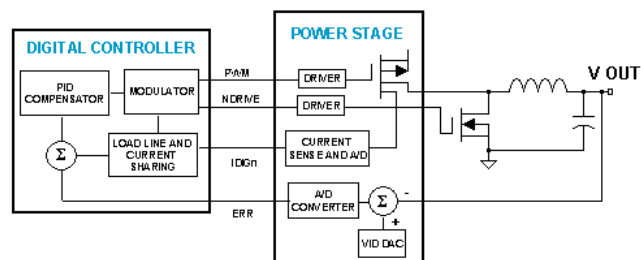 DIGITAL CONTROLLER
POWER STAGE
PID
COMPENSATOR
MODULATOR
PWM
NDRIVE
DRIVER
DRIVER
V OUT
Σ
LOAD LINE AND
CURRENT
SHARING
IDIGn
CURRENT
SENSE AND A/D
ERR
A/D
CONVERTER
Σ
-
+
VID DAC